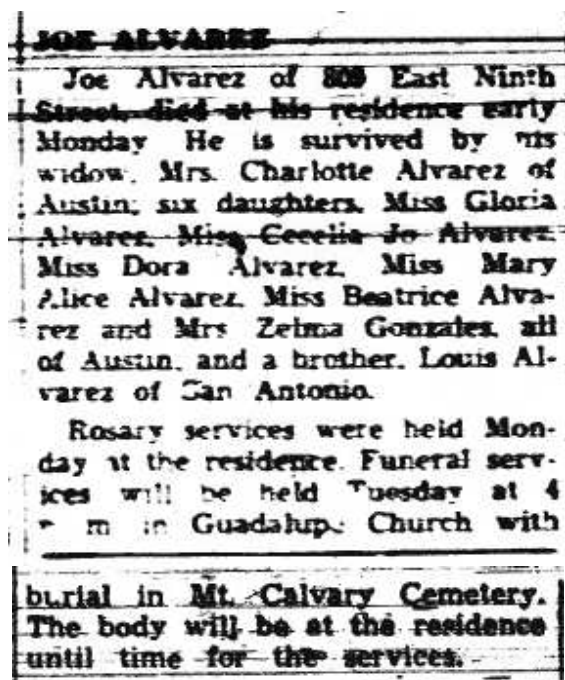 JOE ALVAREZ
Joe Alvarez of 809 East Ninth
Street, died at his residence early
Monday. He is survived by his
widow, Mrs. Charlotte Alvarez of
Austin; six daughters, Miss Gloria
Alvarez, Miss Cecelia Jo Alvarez,
Miss Dora Alvarez, Miss Mary
Alice Alvarez, Miss Beatrice Alva-
rez and Mrs Zelma Gonzales, all
of Austin, and a brother, Louis Al-
varez of San Antonio.
Rosary services were held Mon-
day at the residence. Funeral serv-
ices will be held Tuesday at 4
m in Guadalupe Church with
burial in Mt. Calvary Cemetery.
The body will be at the residence
until time for the services.